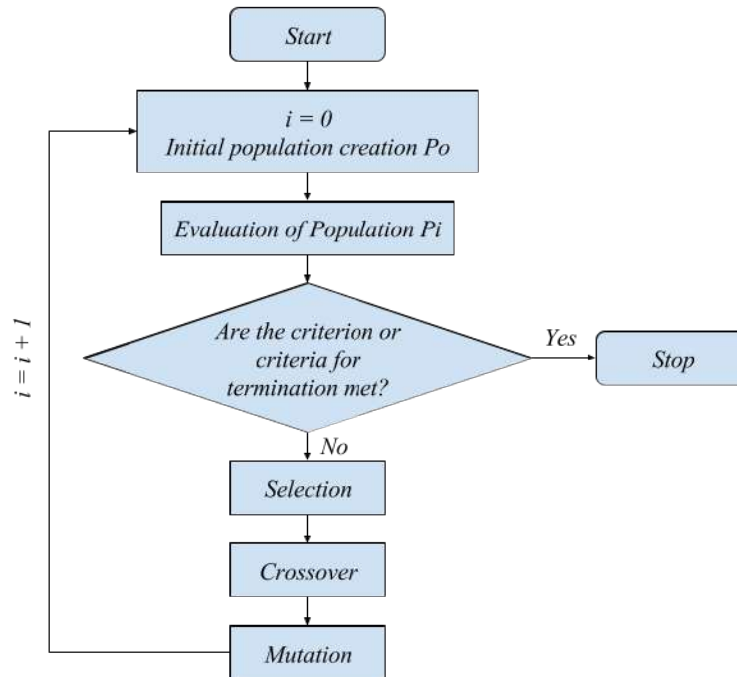 Start
i = 0
Initial population creation Po
Evaluation of Population Pi
Are the criterion or
criteria for
termination met?
Yes
Stop
No
Selection
Crossover
Mutation
i = i + 1